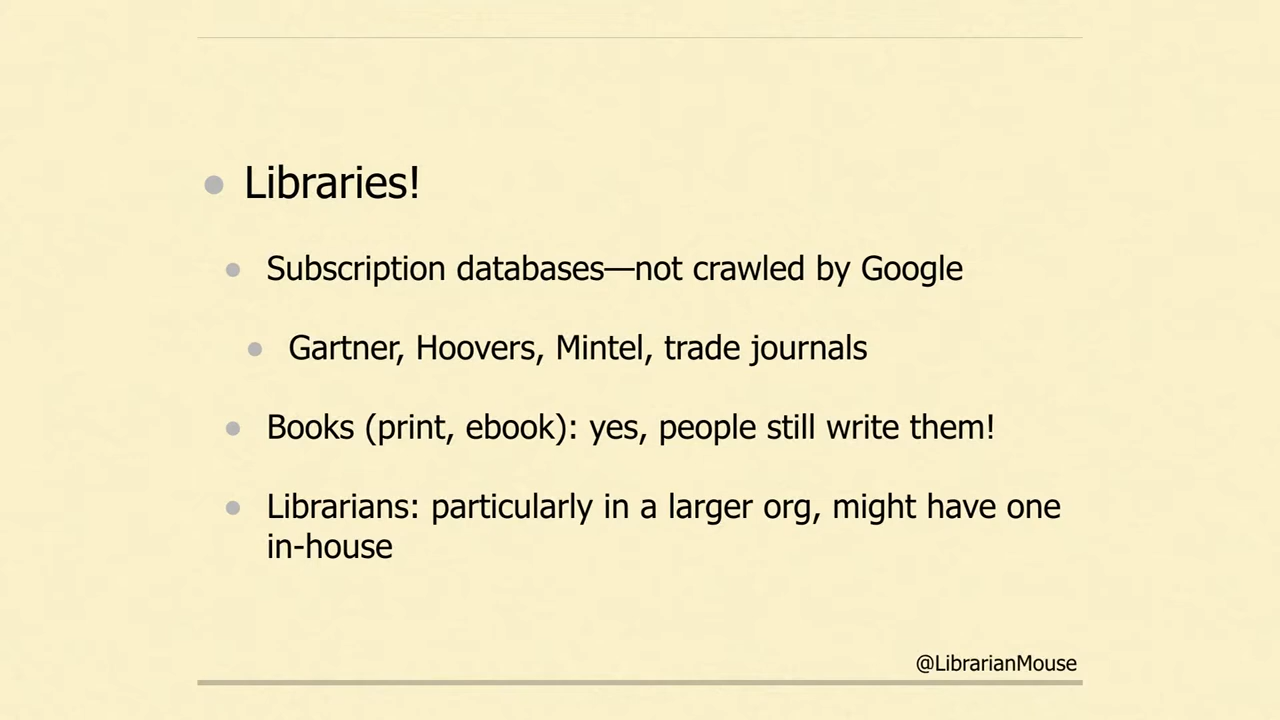 Libraries!
Subscription databases—not crawled by Google
Gartner, Hoovers, Mintel, trade journals
Books (print, ebook): yes, people still write them!
Librarians: particularly in a larger org, might have one
in-house
@LibrarianMouse